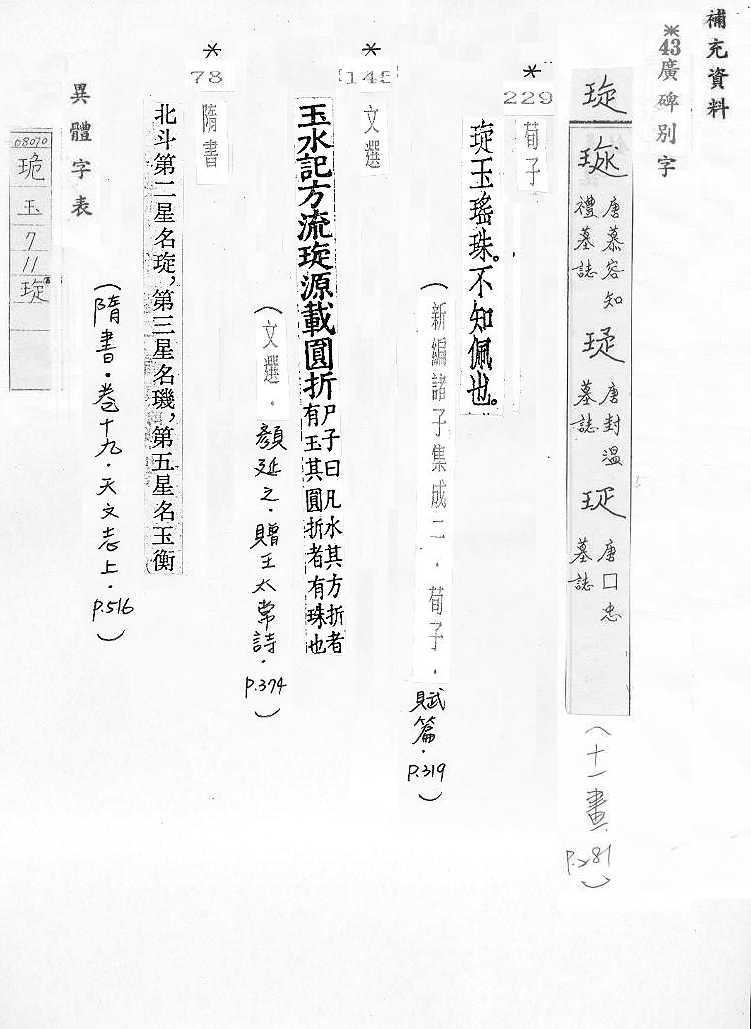 補充資料
※43廣碑別字
琁
琁 唐慕容知禮墓誌 琁 唐封溫墓誌 琁 唐口忠墓誌
(十一畫 P.281)
*
229
荀子
琁玉瑤珠。不知佩也。
(新編諸子集成二．荀子．賦篇．P.319)
*
145
文選
玉水記方流琁源載圓折尸子曰凡水其方折者有玉其圓折者有珠也
(文選．顏延之．贈王太常詩．P.374)
*
78
隋書
北斗第二星名琁，第三星名璣，第五星名玉衡
(隋書．卷十九．天文志上．P.516)
異體字表
08070
玉
7
11
琁